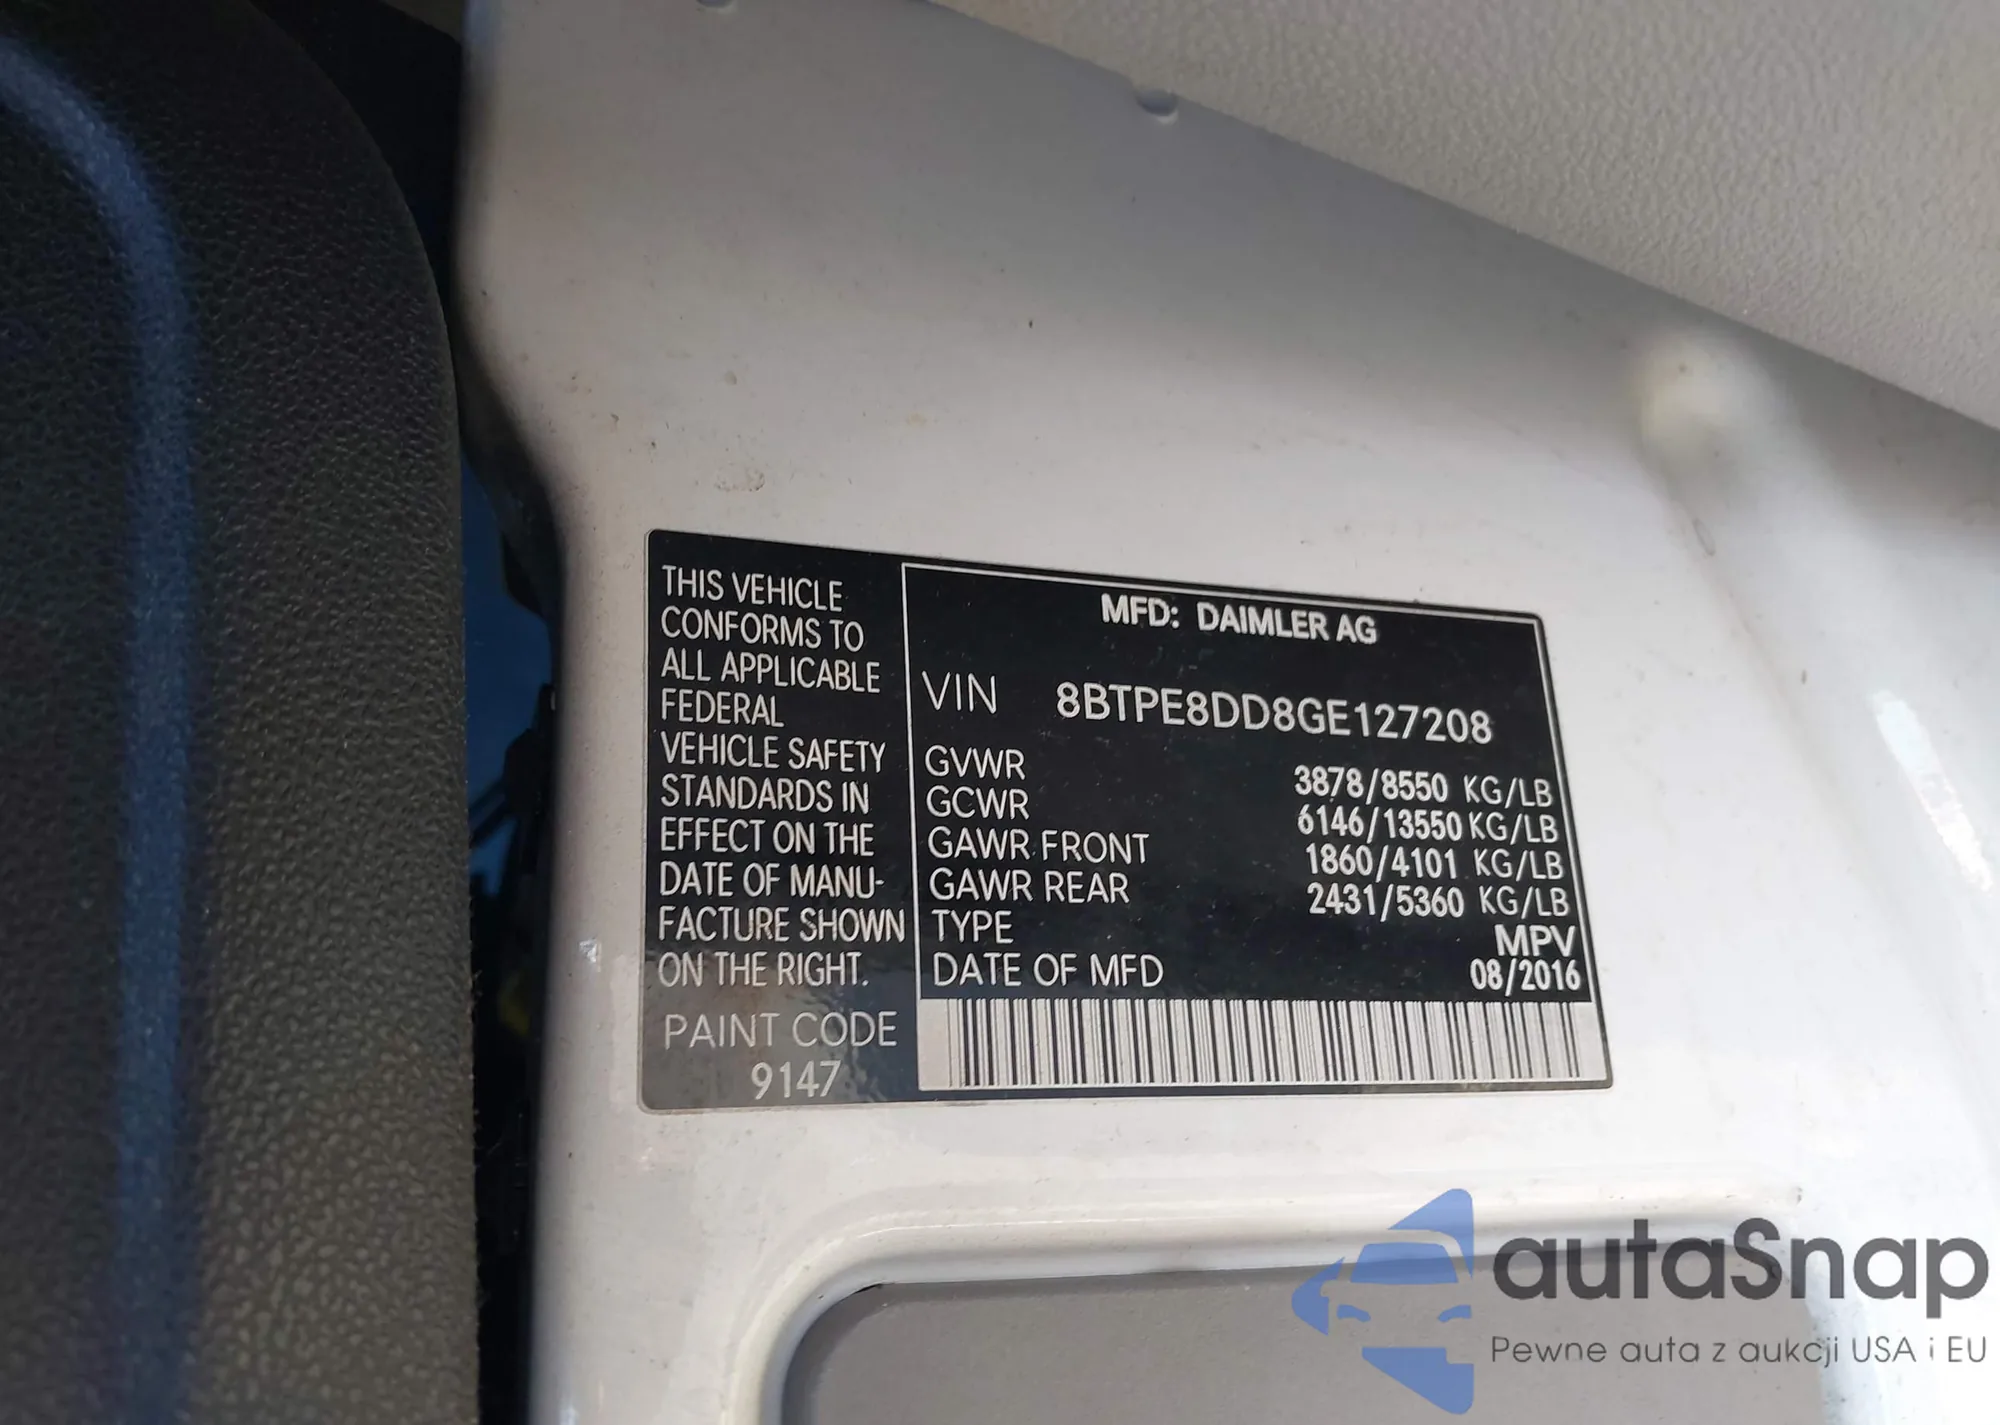 THIS VEHICLE
CONFORMS TO
ALL APPLICABLE
FEDERAL
VEHICLE SAFETY
STANDARDS IN
EFFECT ON THE
DATE OF MANU-
FACTURE SHOWN
ON THE RIGHT.
PAINT CODE
9147
MFD: DAIMLER AG
VIN 8BTPE8DD8GE127208
GVWR 3878/8550 KG/LB
GCWR 6146/13550 KG/LB
GAWR FRONT 1860/4101 KG/LB
GAWR REAR 2431/5360 KG/LB
TYPE MPV
DATE OF MFD 08/2016
autaSnap
Pewne auta z aukcji USA i EU